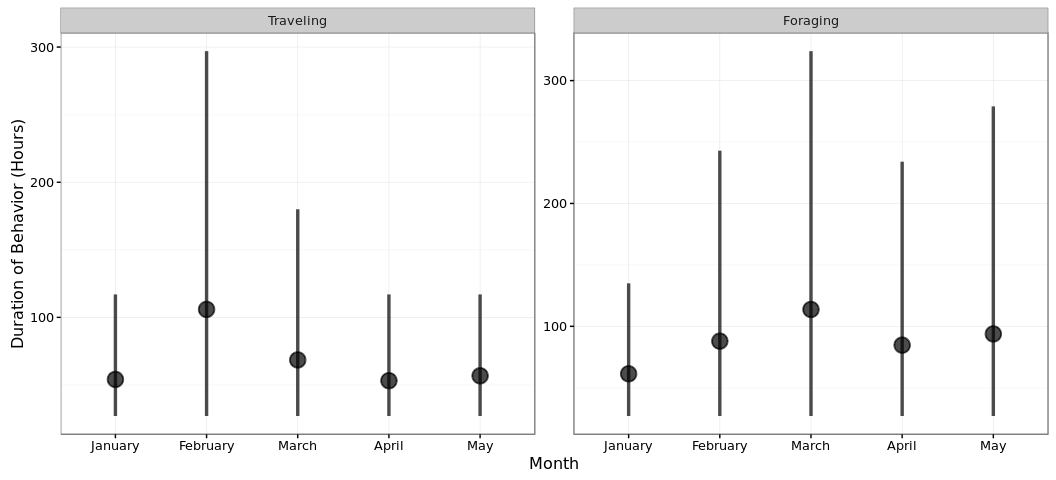 Traveling
Foraging
Duration of Behavior (Hours)
300
200
100
300
200
100
January February March April May
January February March April May
Month